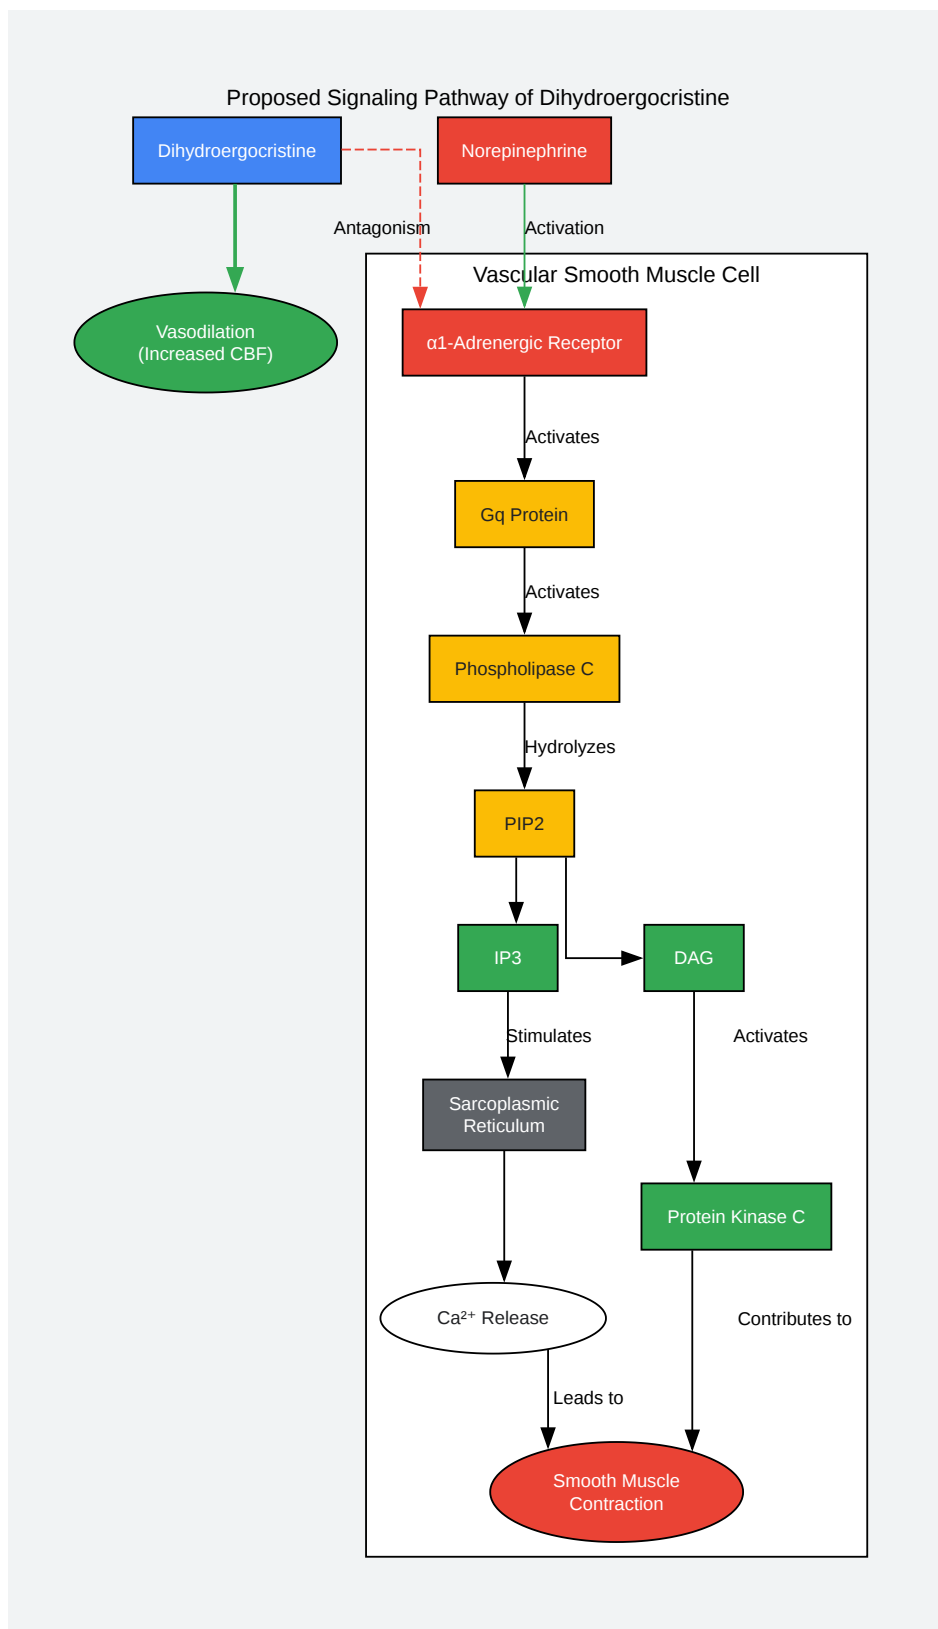 Proposed Signaling Pathway of Dihydroergocristine
Dihydroergocristine
Norepinephrine
Antagonism
Activation
Vascular Smooth Muscle Cell
Vasodilation
(Increased CBF)
α1-Adrenergic Receptor
Activates
Gq Protein
Activates
Phospholipase C
Hydrolyzes
PIP2
IP3
DAG
Stimulates
Activates
Sarcoplasmic
Reticulum
Protein Kinase C
Ca²⁺ Release
Contributes to
Leads to
Smooth Muscle
Contraction